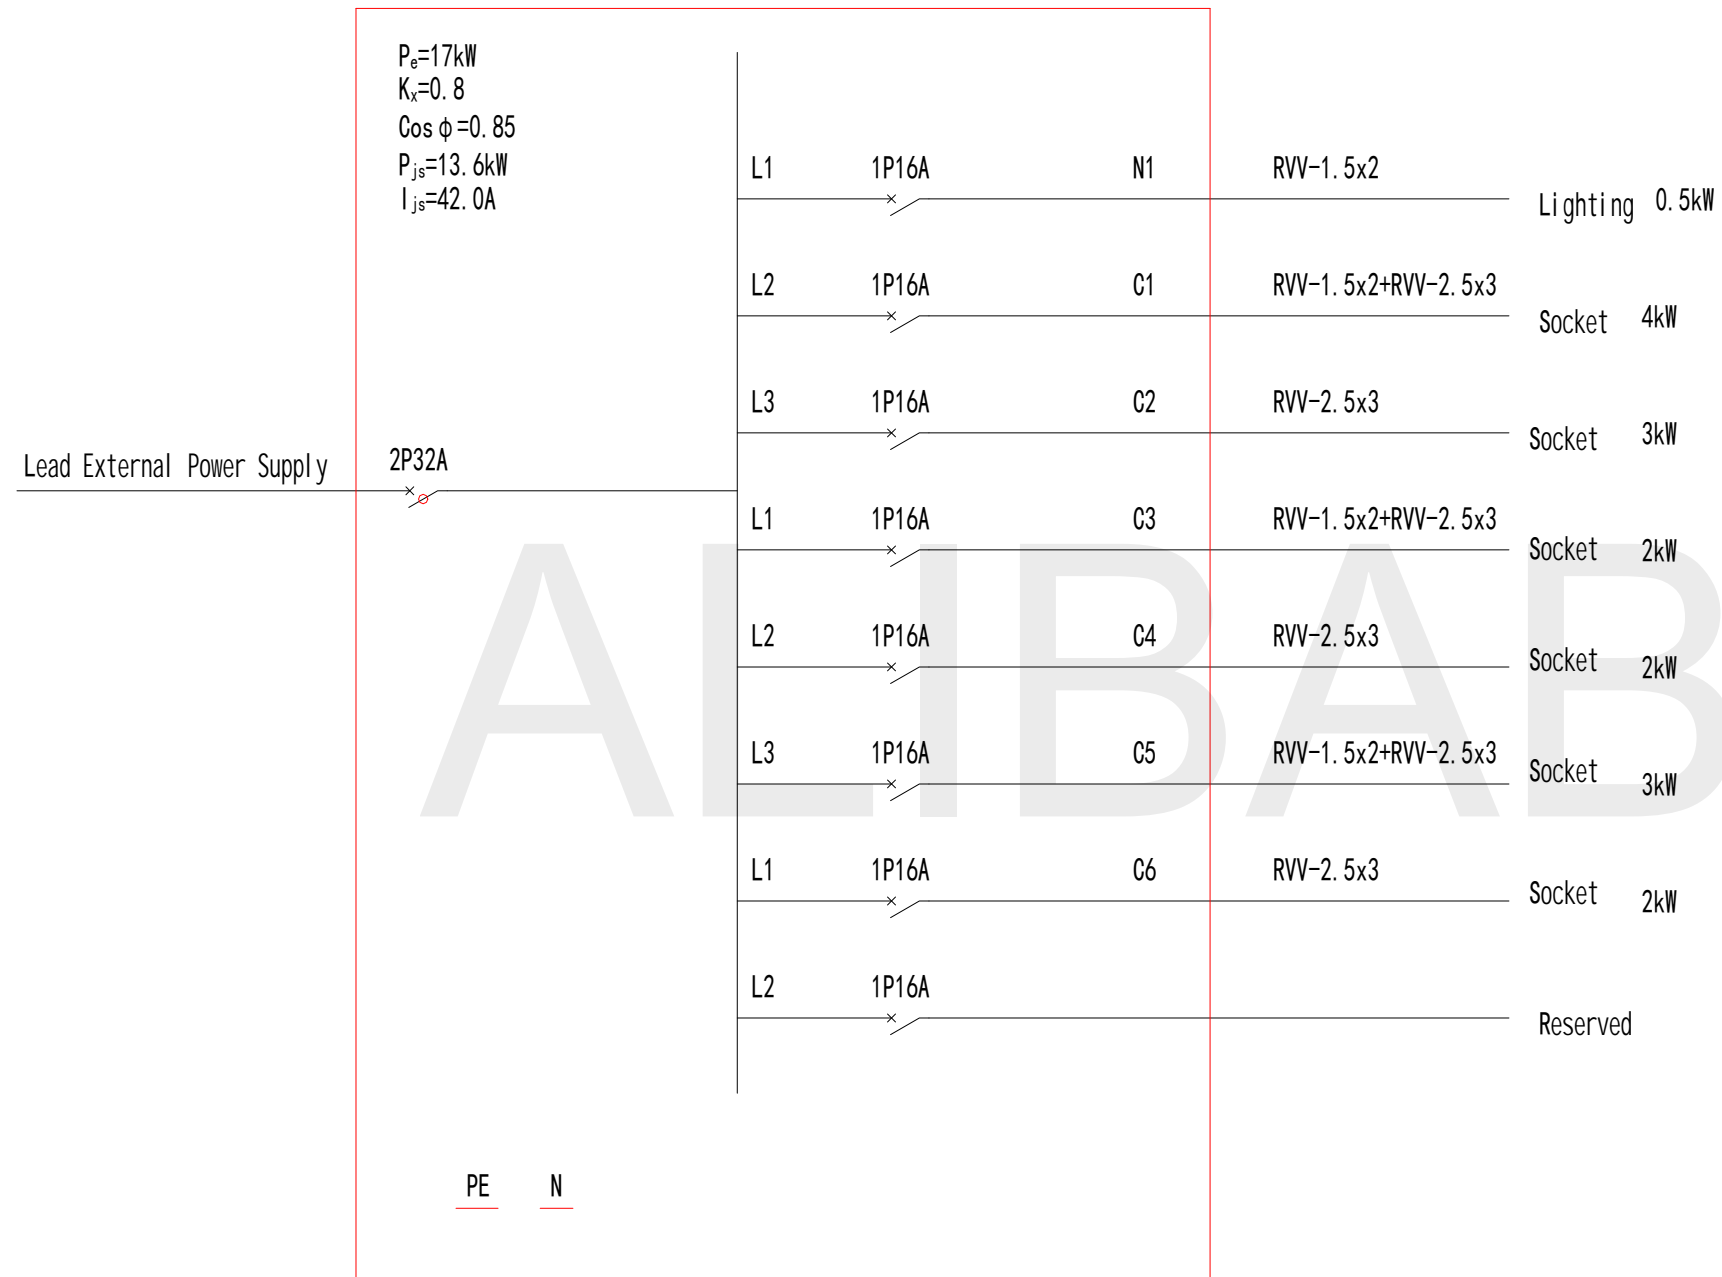 Pe=17kW
Kx=0.8
Cosφ=0.85
Pjs=13.6kW
Ijs=42.0A
L1 1P16A N1 RVV-1.5x2 Lighting 0.5kW
L2 1P16A C1 RVV-1.5x2+RVV-2.5x3 Socket 4kW
L3 1P16A C2 RVV-2.5x3 Socket 3kW
Lead External Power Supply 2P32A
L1 1P16A C3 RVV-1.5x2+RVV-2.5x3 Socket 2kW
L2 1P16A C4 RVV-2.5x3 Socket 2kW
L3 1P16A C5 RVV-1.5x2+RVV-2.5x3 Socket 3kW
L1 1P16A C6 RVV-2.5x3 Socket 2kW
L2 1P16A Reserved
PE N
ALIBAB